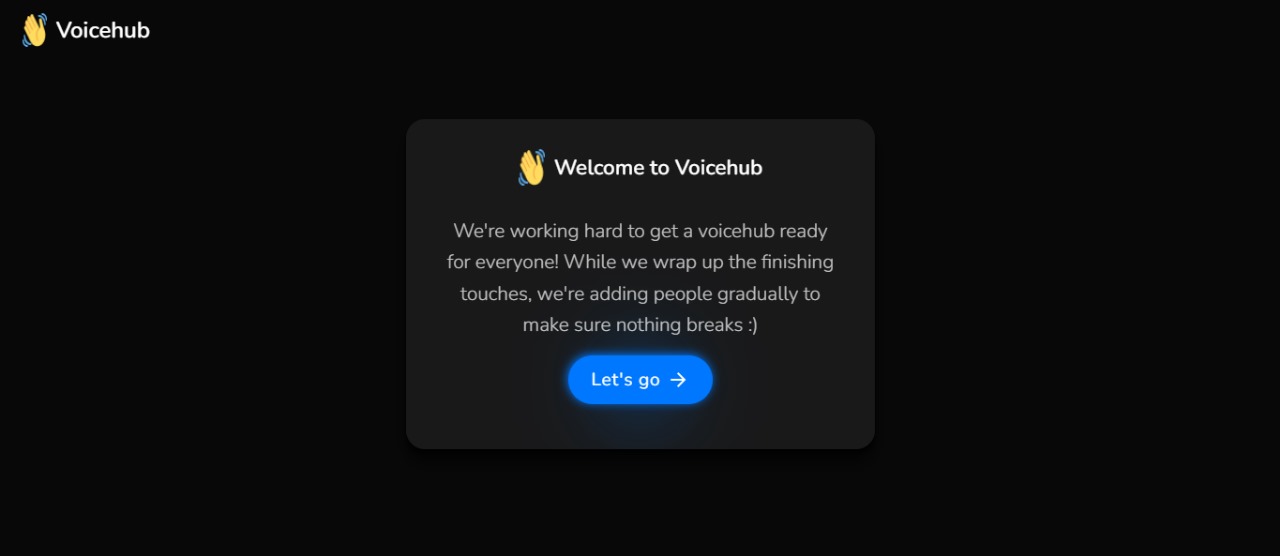 Voicehub
Welcome to Voicehub
We're working hard to get a voicehub ready
for everyone! While we wrap up the finishing
touches, we're adding people gradually to
make sure nothing breaks :)
Let's go →